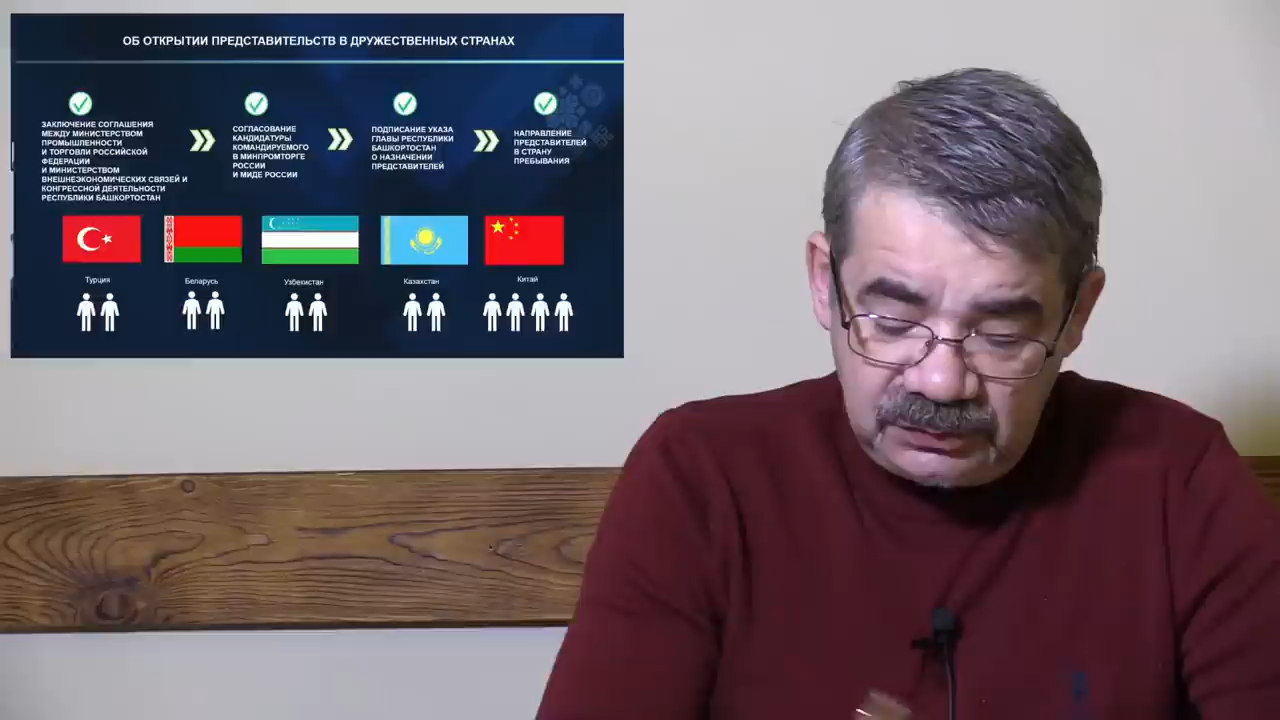 ОБ ОТКРЫТИИ ПРЕДСТАВИТЕЛЬСТВ В ДРУЖЕСТВЕННЫХ СТРАНАХ
ЗАКЛЮЧЕНИЕ СОГЛАШЕНИЯ
МЕЖДУ МИНИСТЕРСТВОМ
ПРОМЫШЛЕННОСТИ
И ТОРГОВЛИ РОССИЙСКОЙ
ФЕДЕРАЦИИ
И МИНИСТЕРСТВОМ
ВНЕШНЕЭКОНОМИЧЕСКИХ СВЯЗЕЙ И
КОНГРЕССНОЙ ДЕЯТЕЛЬНОСТИ
РЕСПУБЛИКИ БАШКОРТОСТАН
СОГЛАСОВАНИЕ
КАНДИДАТУРЫ
КОМАНДИРУЕМОГО
В МИНПРОМТОРГЕ
РОССИИ
И МИДЕ РОССИИ
ПОДПИСАНИЕ УКАЗА
ГЛАВЫ РЕСПУБЛИКИ
БАШКОРТОСТАН
О НАЗНАЧЕНИИ
ПРЕДСТАВИТЕЛЕЙ
НАПРАВЛЕНИЕ
ПРЕДСТАВИТЕЛЕЙ
В СТРАНУ
ПРЕБЫВАНИЯ
Турция
Беларусь
Узбекистан
Казахстан
Китай